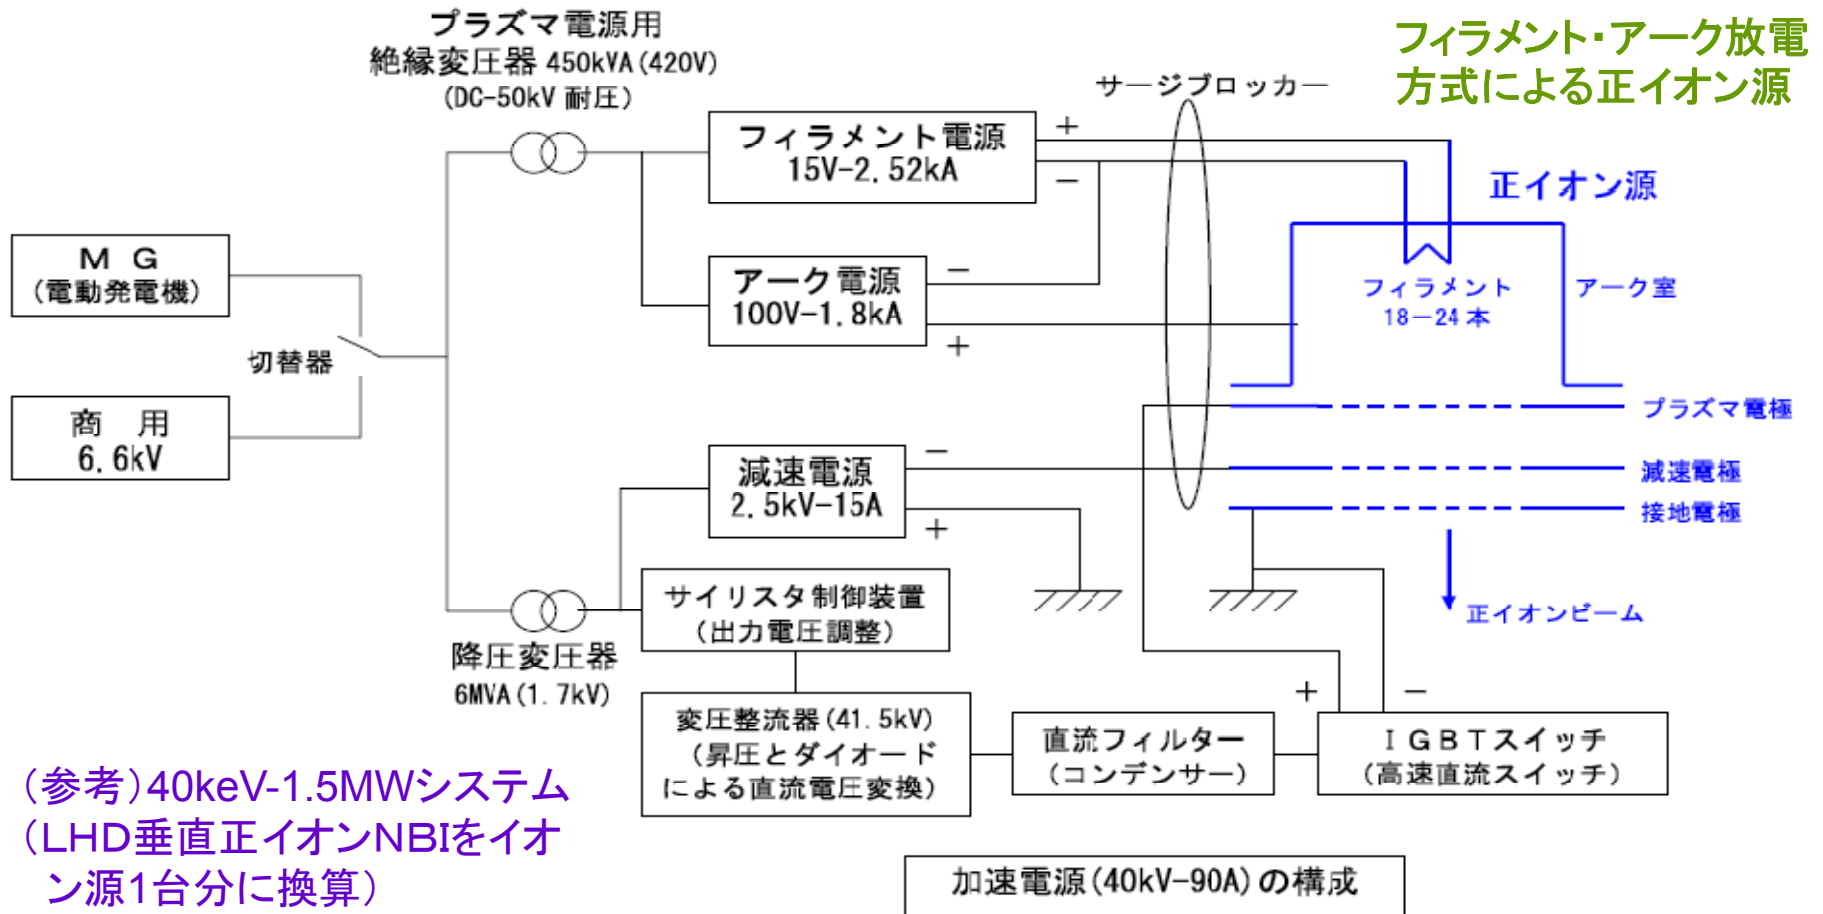 プラズマ電源用
絶縁変圧器 450kVA(420V)
(DC-50kV 耐圧)
フィラメント・アーク放電
方式による正イオン源
サージブロッカー
フィラメント電源
15V-2.52kA
+
−
正イオン源
MG
(電動発電機)
アーク電源
100V-1.8kA
−
+
フィラメント
18－24本
アーク室
切替器
商 用
6.6kV
プラズマ電極
減速電源
2.5kV-15A
−
+
減速電極
接地電極
サイリスタ制御装置
(出力電圧調整)
正イオンビーム
降圧変圧器
6MVA(1.7kV)
+
−
変圧整流器(41.5kV)
(昇圧とダイオード
による直流電圧変換)
直流フィルター
(コンデンサー)
IGBTスイッチ
(高速直流スイッチ)
(参考)40keV-1.5MWシステム
(LHD垂直正イオンNBIをイオ
ン源1台分に換算)
加速電源(40kV-90A)の構成